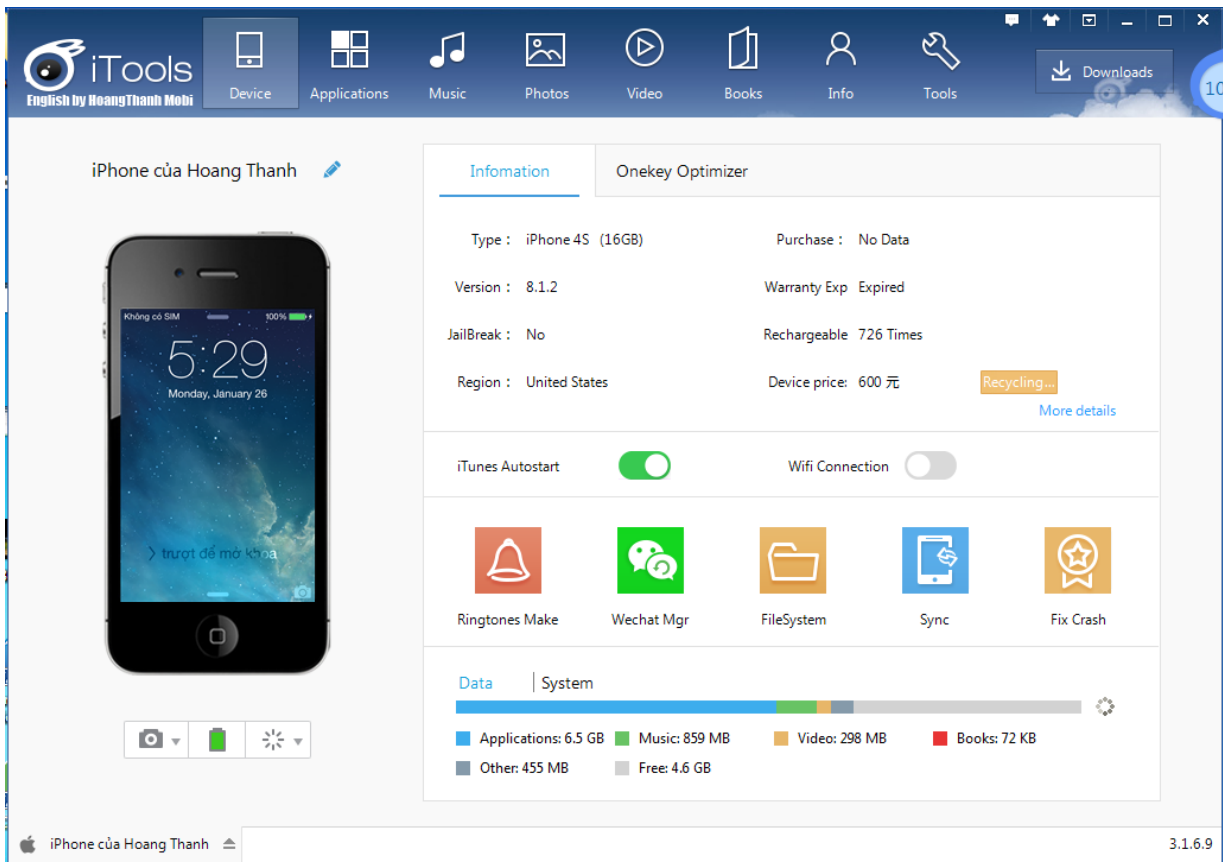 iTools
English by HoangThanh Mobi
Device
Applications
Music
Photos
Video
Books
Info
Tools
Downloads
10
iPhone của Hoang Thanh
Infomation
Onekey Optimizer
Không có SIM
100%
5:29
Monday, January 26
trượt để mở khoa
Type : iPhone 4S (16GB)
Purchase : No Data
Version : 8.1.2
Warranty Exp Expired
JailBreak : No
Rechargeable 726 Times
Region : United States
Device price: 600 元
Recycling...
More details
iTunes Autostart
Wifi Connection
Ringtones Make
Wechat Mgr
FileSystem
Sync
Fix Crash
Data | System
Applications: 6.5 GB
Music: 859 MB
Video: 298 MB
Books: 72 KB
Other: 455 MB
Free: 4.6 GB
iPhone của Hoang Thanh
3.1.6.9